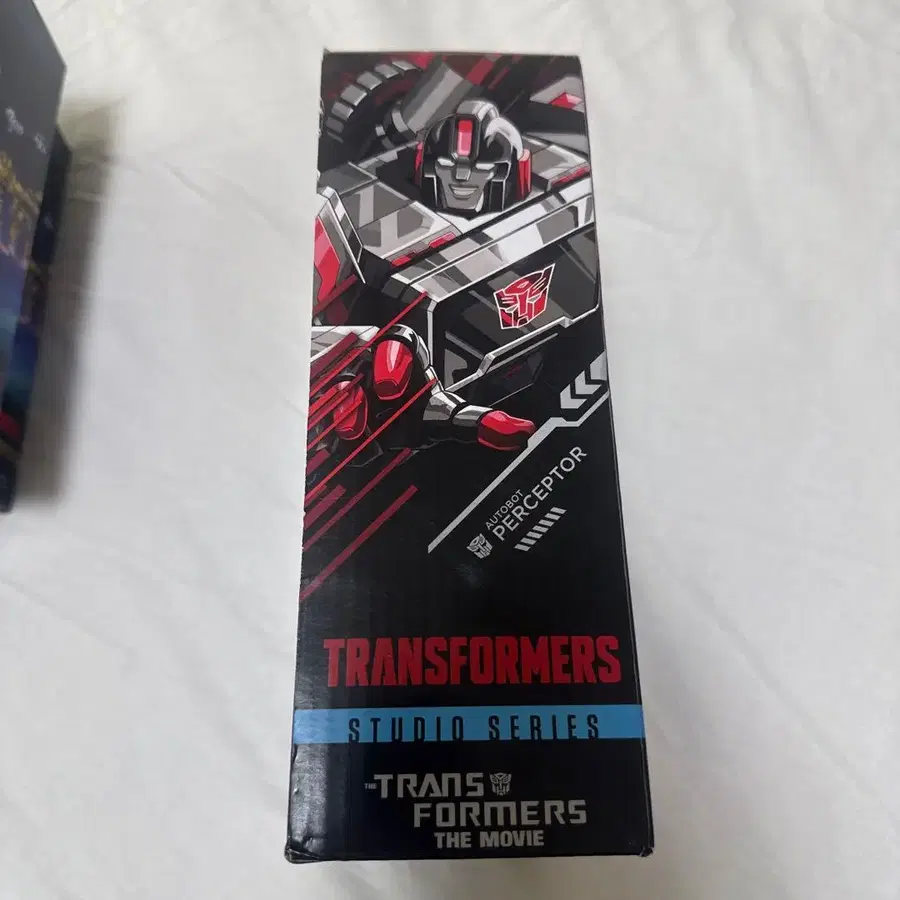 AUTOBOT
PERCEPTOR
TRANSFORMERS
STUDIO SERIES
THE TRANS
FORMERS
THE MOVIE